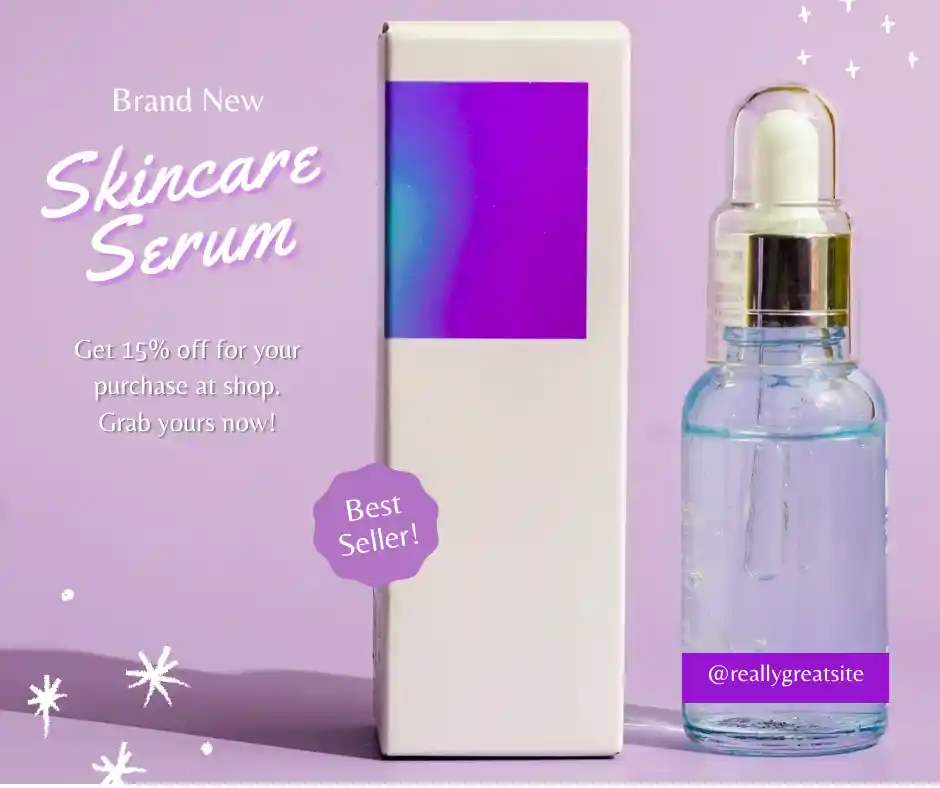 Brand New
Skincare
Serum
Get 15% off for your
purchase at shop.
Grab yours now!
Best
Seller!
@reallygreatsite